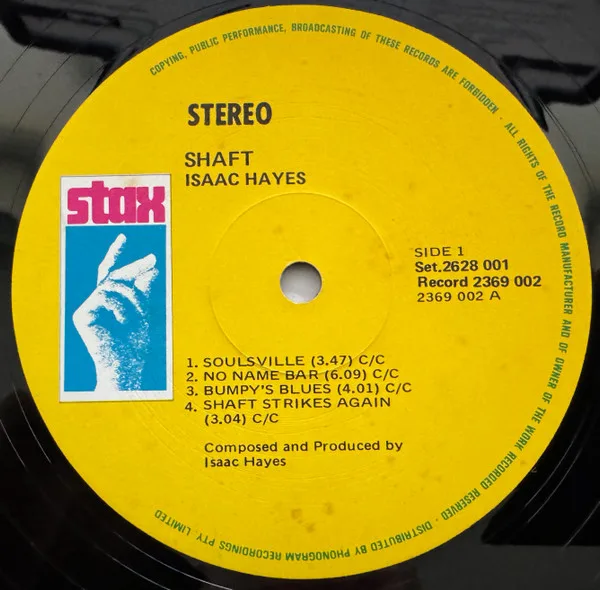 COPYING, PUBLIC PERFORMANCE, BROADCASTING OF THESE RECORDS ARE FORBIDDEN · ALL RIGHTS OF THE RECORD MANUFACTURER AND OF OWNER OF THE WORK RECORDED RESERVED · DISTRIBUTED BY PHONOGRAM RECORDINGS PTY. LIMITED
STEREO
SHAFT
ISAAC HAYES
stax
SIDE 1
Set.2628 001
Record 2369 002
2369 002 A
1. SOULSVILLE (3.47) C/C
2. NO NAME BAR (6.09) C/C
3. BUMPY'S BLUES (4.01) C/C
4. SHAFT STRIKES AGAIN
(3.04) C/C
Composed and Produced by
Isaac Hayes